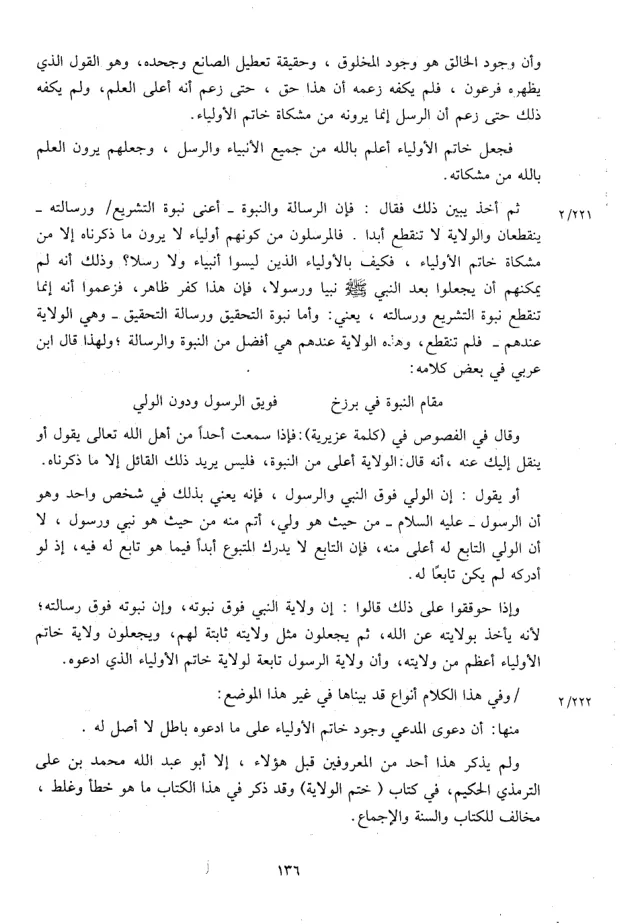 وأن وجود الخالق هو وجود المخلوق ، وحقيقة تعطيل الصانع وجحده، وهو القول الذي
يظهره فرعون ، فلم يكفه زعمه أن هذا حق ، حتى زعم أنه أعلى العلم، ولم يكفه
ذلك حتى زعم أن الرسل إنما يرونه من مشكاة خاتم الأولياء.
فجعل خاتم الأولياء أعلم بالله من جميع الأنبياء والرسل ، وجعلهم يرون العلم
بالله من مشكاته.
٢/٢٢١ ثم أخذ يبين ذلك فقال : فإن الرسالة والنبوة ـ أعنى نبوة التشريع/ ورسالته ـ
ينقطعان والولاية لا تنقطع أبدا . فالمرسلون من كونهم أولياء لا يرون ما ذكرناه إلا من
مشكاة خاتم الأولياء ، فكيف بالأولياء الذين ليسوا أنبياء ولا رسلا؟ وذلك أنه لم
يمكنهم أن يجعلوا بعد النبي ﷺ نبيا ورسولا، فإن هذا كفر ظاهر، فزعموا أنه إنما
تنقطع نبوة التشريع ورسالته ، يعني: وأما نبوة التحقيق ورسالة التحقيق ـ وهي الولاية
عندهم ـ فلم تنقطع، وهذه الولاية عندهم هي أفضل من النبوة والرسالة ؛ولهذا قال ابن
عربي في بعض كلامه:
مقام النبوة في برزخ فويق الرسول ودون الولي
وقال في الفصوص في (كلمة عزيرية):فإذا سمعت أحداً من أهل الله تعالى يقول أو
ينقل إليك عنه ،أنه قال:الولاية أعلى من النبوة، فليس يريد ذلك القائل إلا ما ذكرناه.
أو يقول : إن الولي فوق النبي والرسول ، فإنه يعني بذلك في شخص واحد وهو
أن الرسول ـ عليه السلام ـ من حيث هو ولي، أتم منه من حيث هو نبي ورسول ، لا
أن الولي التابع له أعلى منه، فإن التابع لا يدرك المتبوع أبداً فيما هو تابع له فيه، إذ لو
أدركه لم يكن تابعًا له.
وإذا حوققوا على ذلك قالوا : إن ولاية النبي فوق نبوته، وإن نبوته فوق رسالته؛
لأنه يأخذ بولايته عن الله، ثم يجعلون مثل ولايته ثابتة لهم، ويجعلون ولاية خاتم
الأولياء أعظم من ولايته، وأن ولاية الرسول تابعة لولاية خاتم الأولياء الذي ادعوه.
٢/٢٢٢ /وفي هذا الكلام أنواع قد بيناها في غير هذا الموضع:
منها: أن دعوى المدعي وجود خاتم الأولياء على ما ادعوه باطل لا أصل له .
ولم يذكر هذا أحد من المعروفين قبل هؤلاء ، إلا أبو عبد الله محمد بن على
الترمذي الحكيم، في كتاب ( ختم الولاية) وقد ذكر في هذا الكتاب ما هو خطأ وغلط ،
مخالف للكتاب والسنة والإجماع.
١٣٦